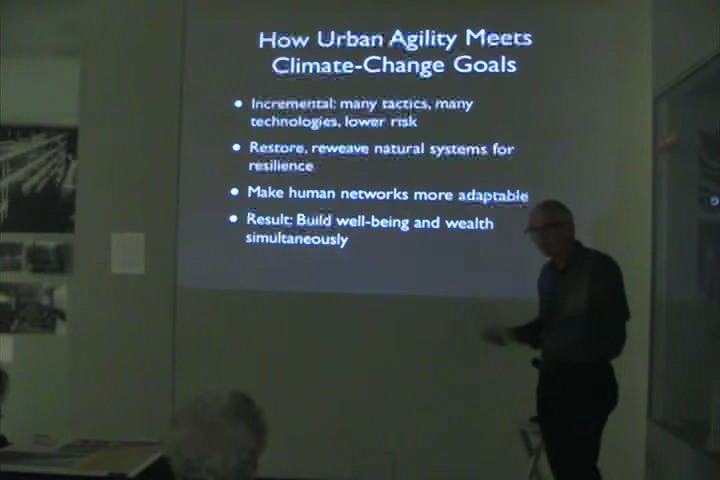 How Urban Agility Meets
Climate-Change Goals
• Incremental: many tactics, many
technologies, lower risk
• Restore, reweave natural systems for
resilience
• Make human networks more adaptable
• Result: Build well-being and wealth
simultaneously